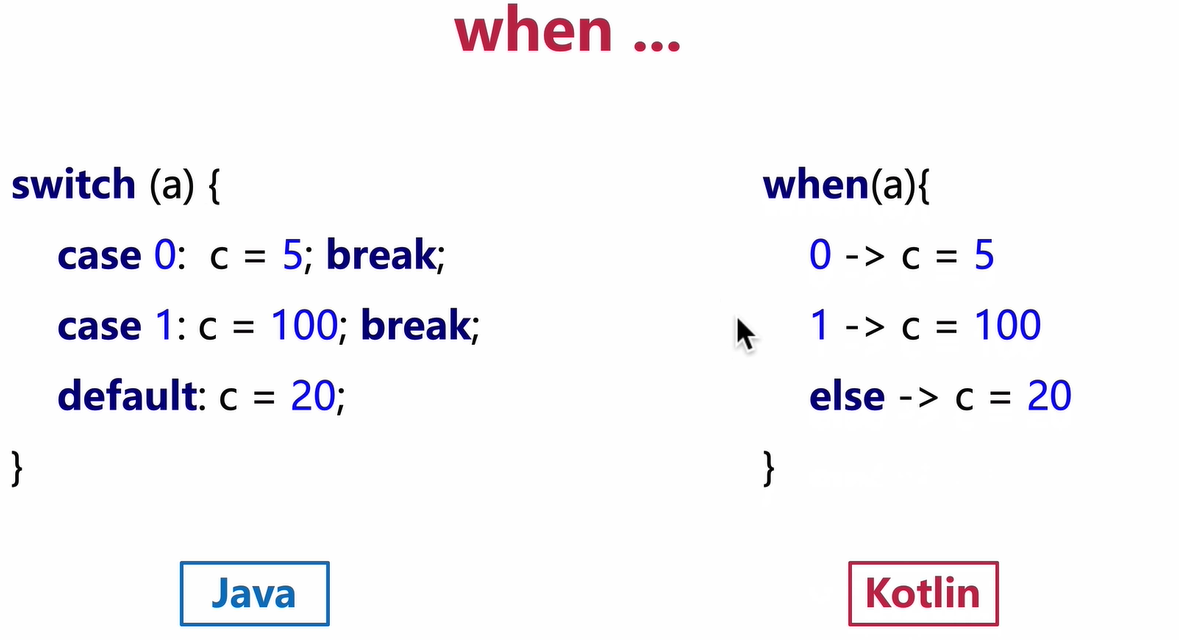 when ...
switch (a) {
case 0: c = 5; break;
case 1: c = 100; break;
default: c = 20;
}
Java
when(a){
0 -> c = 5
1 -> c = 100
else -> c = 20
}
Kotlin